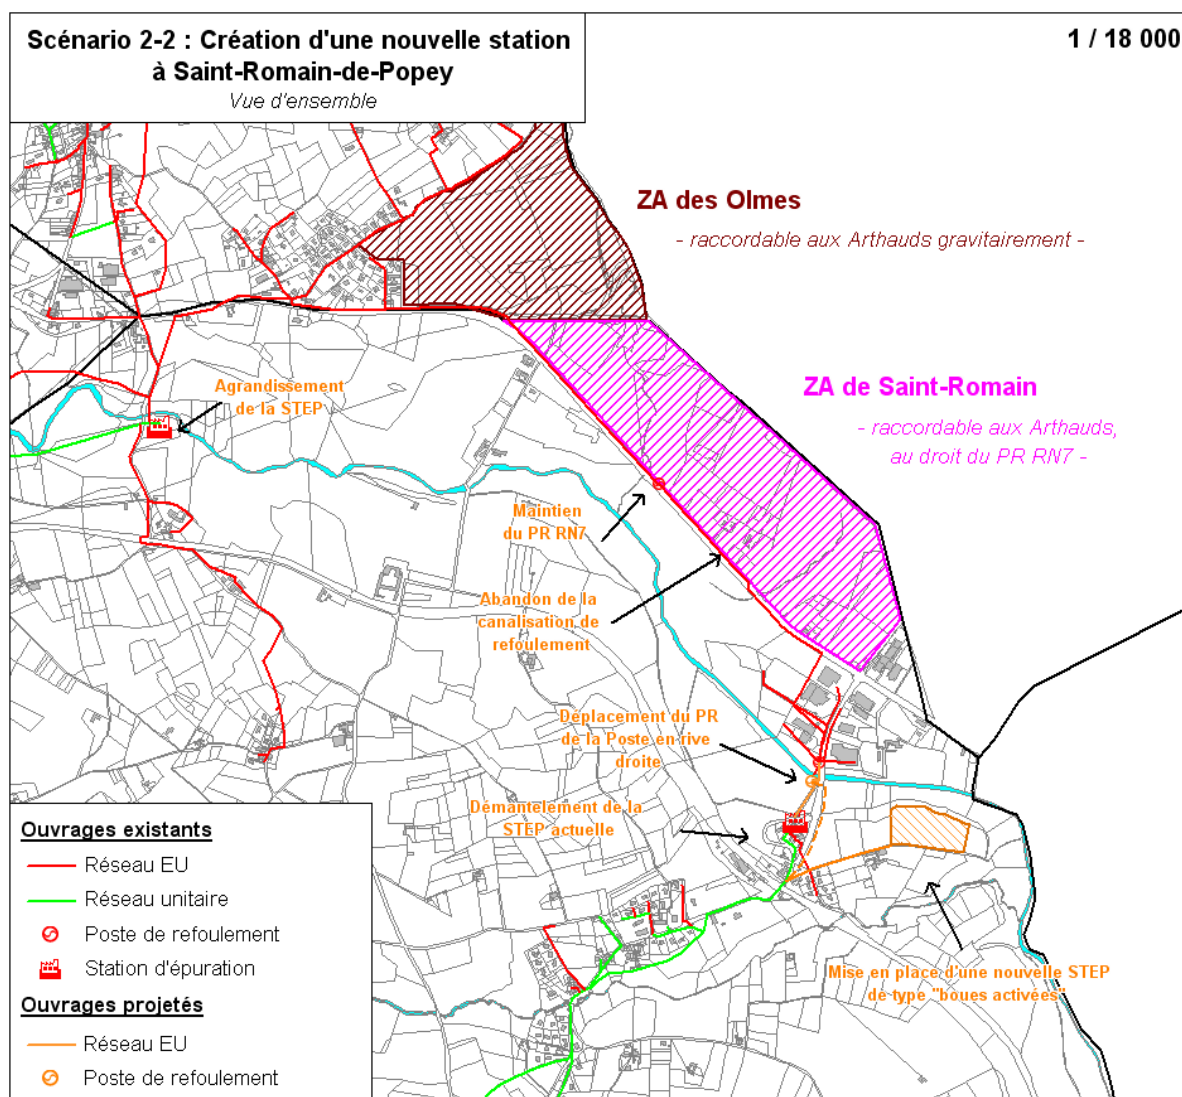 Scénario 2-2 : Création d'une nouvelle station
à Saint-Romain-de-Popey
Vue d'ensemble
1 / 18 000
ZA des Olmes
- raccordable aux Arthauds gravitairement -
ZA de Saint-Romain
- raccordable aux Arthauds,
au droit du PR RN7 -
Agrandissement
de la STEP
Maintien
du PR RN7
Abandon de la
canalisation de
refoulement
Déplacement du PR
de la Poste en rive
droite
Démantelement de la
STEP actuelle
Mise en place d'une nouvelle STEP
de type "boues activées"
Ouvrages existants
Réseau EU
Réseau unitaire
Poste de refoulement
Station d'épuration
Ouvrages projetés
Réseau EU
Poste de refoulement